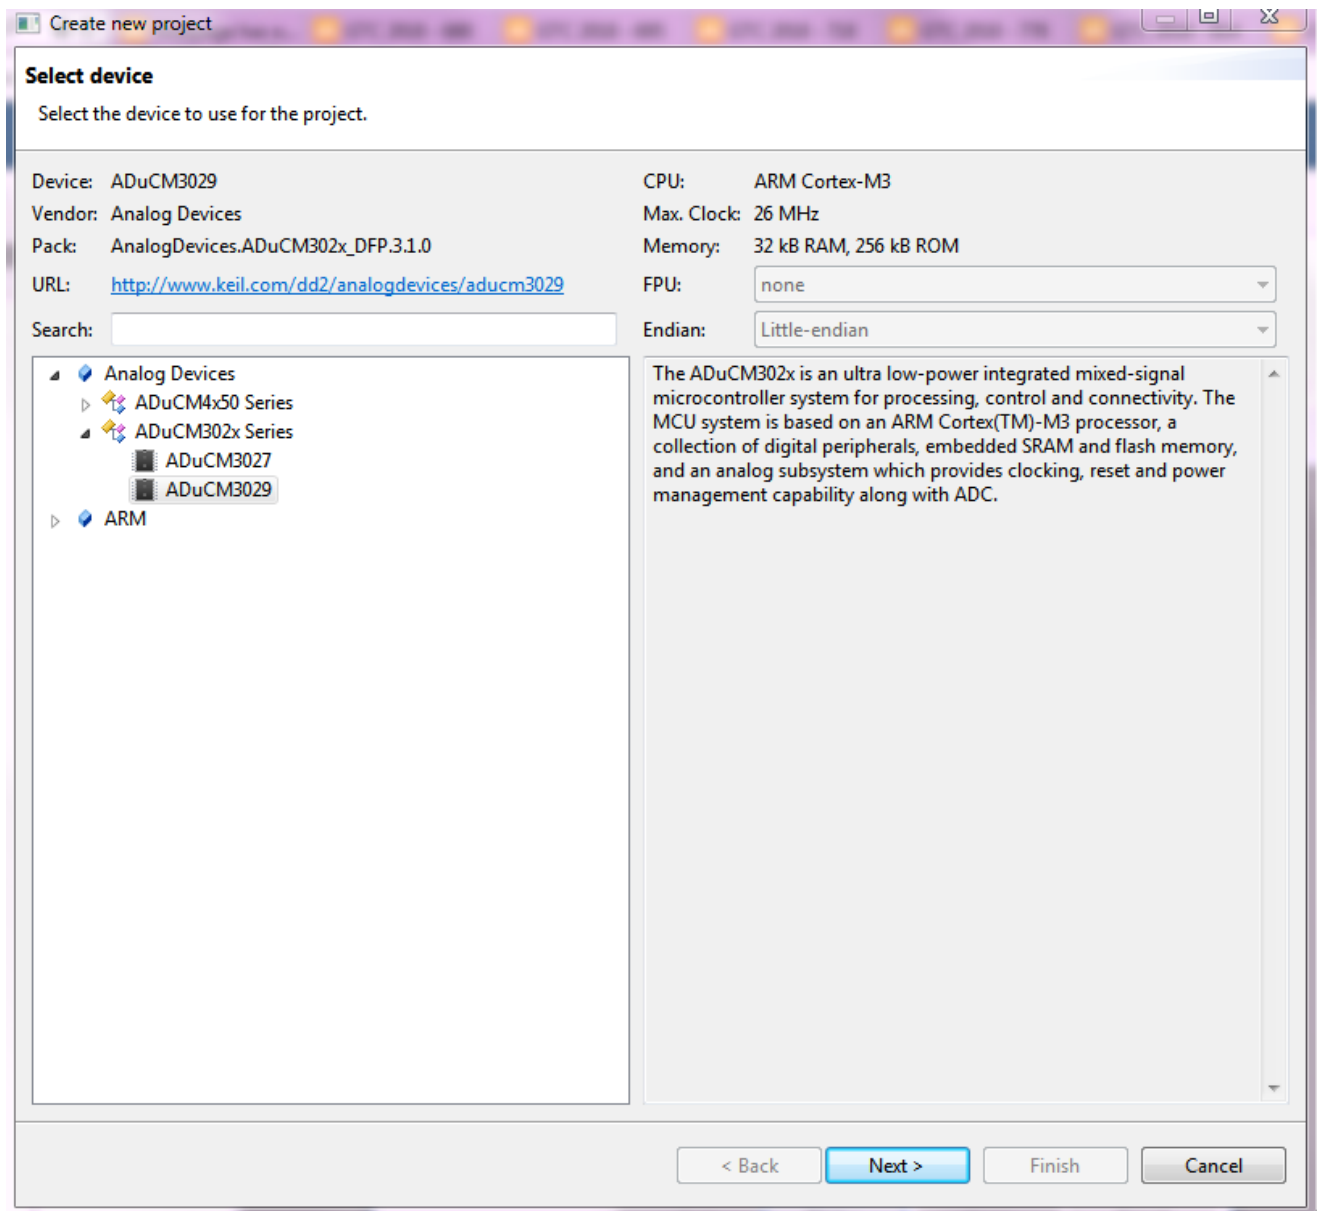 Create new project
Select device
Select the device to use for the project.
Device: ADuCM3029
Vendor: Analog Devices
Pack: AnalogDevices.ADuCM302x_DFP.3.1.0
URL: http://www.keil.com/dd2/analogdevices/aducm3029
Search:
CPU: ARM Cortex-M3
Max. Clock: 26 MHz
Memory: 32 kB RAM, 256 kB ROM
FPU: none
Endian: Little-endian
Analog Devices
ADuCM4x50 Series
ADuCM302x Series
ADuCM3027
ADuCM3029
ARM
The ADuCM302x is an ultra low-power integrated mixed-signal
microcontroller system for processing, control and connectivity. The
MCU system is based on an ARM Cortex(TM)-M3 processor, a
collection of digital peripherals, embedded SRAM and flash memory,
and an analog subsystem which provides clocking, reset and power
management capability along with ADC.
< Back
Next >
Finish
Cancel